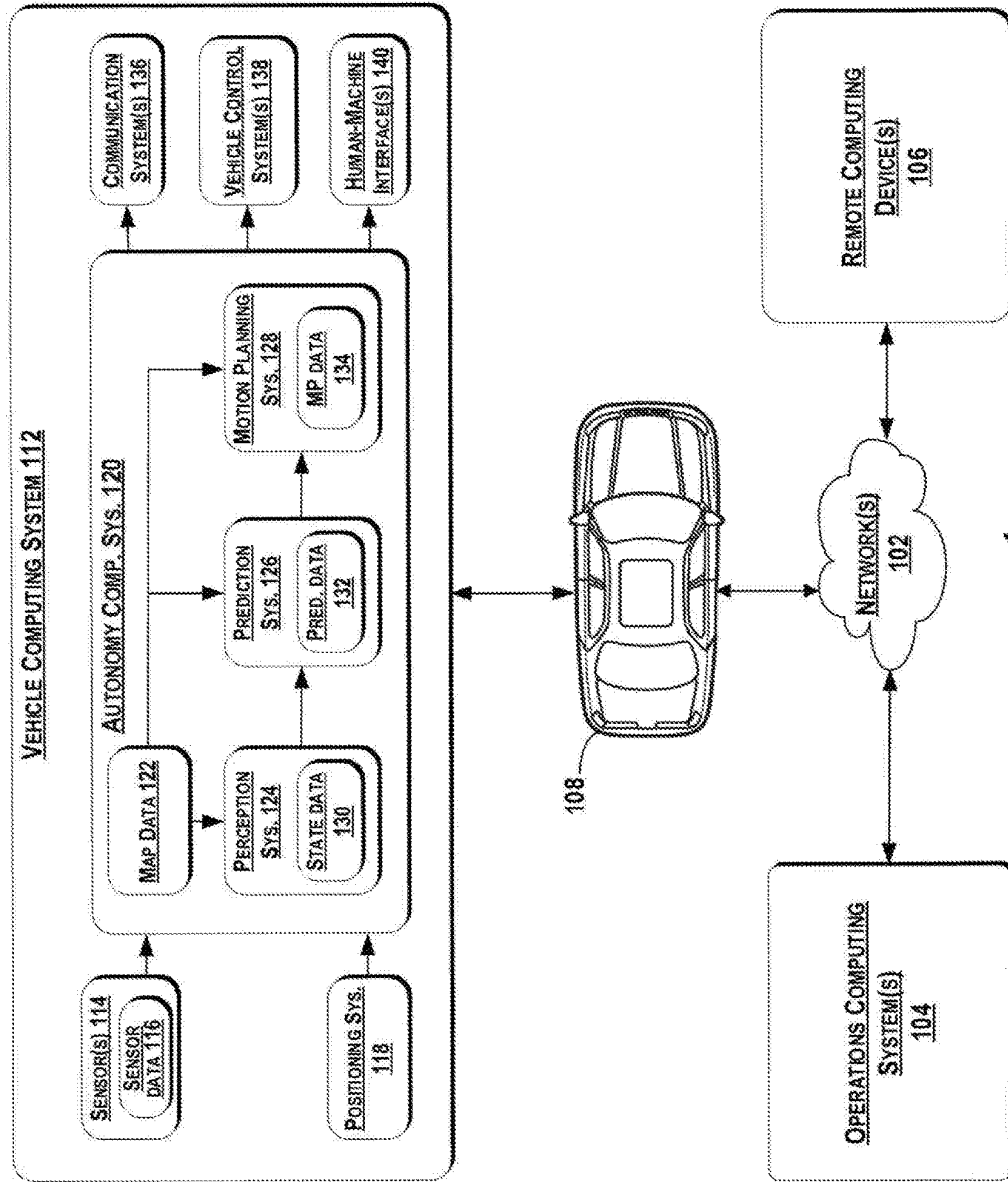 VEHICLE COMPUTING SYSTEM 112
SENSOR(S) 114
SENSOR
DATA 116
POSITIONING SYS.
118
AUTONOMY COMP. SYS. 120
MAP DATA 122
PERCEPTION
SYS. 124
STATE DATA
130
PREDICTION
SYS. 126
PRED. DATA
132
MOTION PLANNING
SYS. 128
MP DATA
134
COMMUNICATION
SYSTEM(S) 136
VEHICLE CONTROL
SYSTEM(S) 138
HUMAN-MACHINE
INTERFACE(S) 140
108
OPERATIONS COMPUTING
SYSTEM(S)
104
NETWORK(S)
102
REMOTE COMPUTING
DEVICE(S)
106